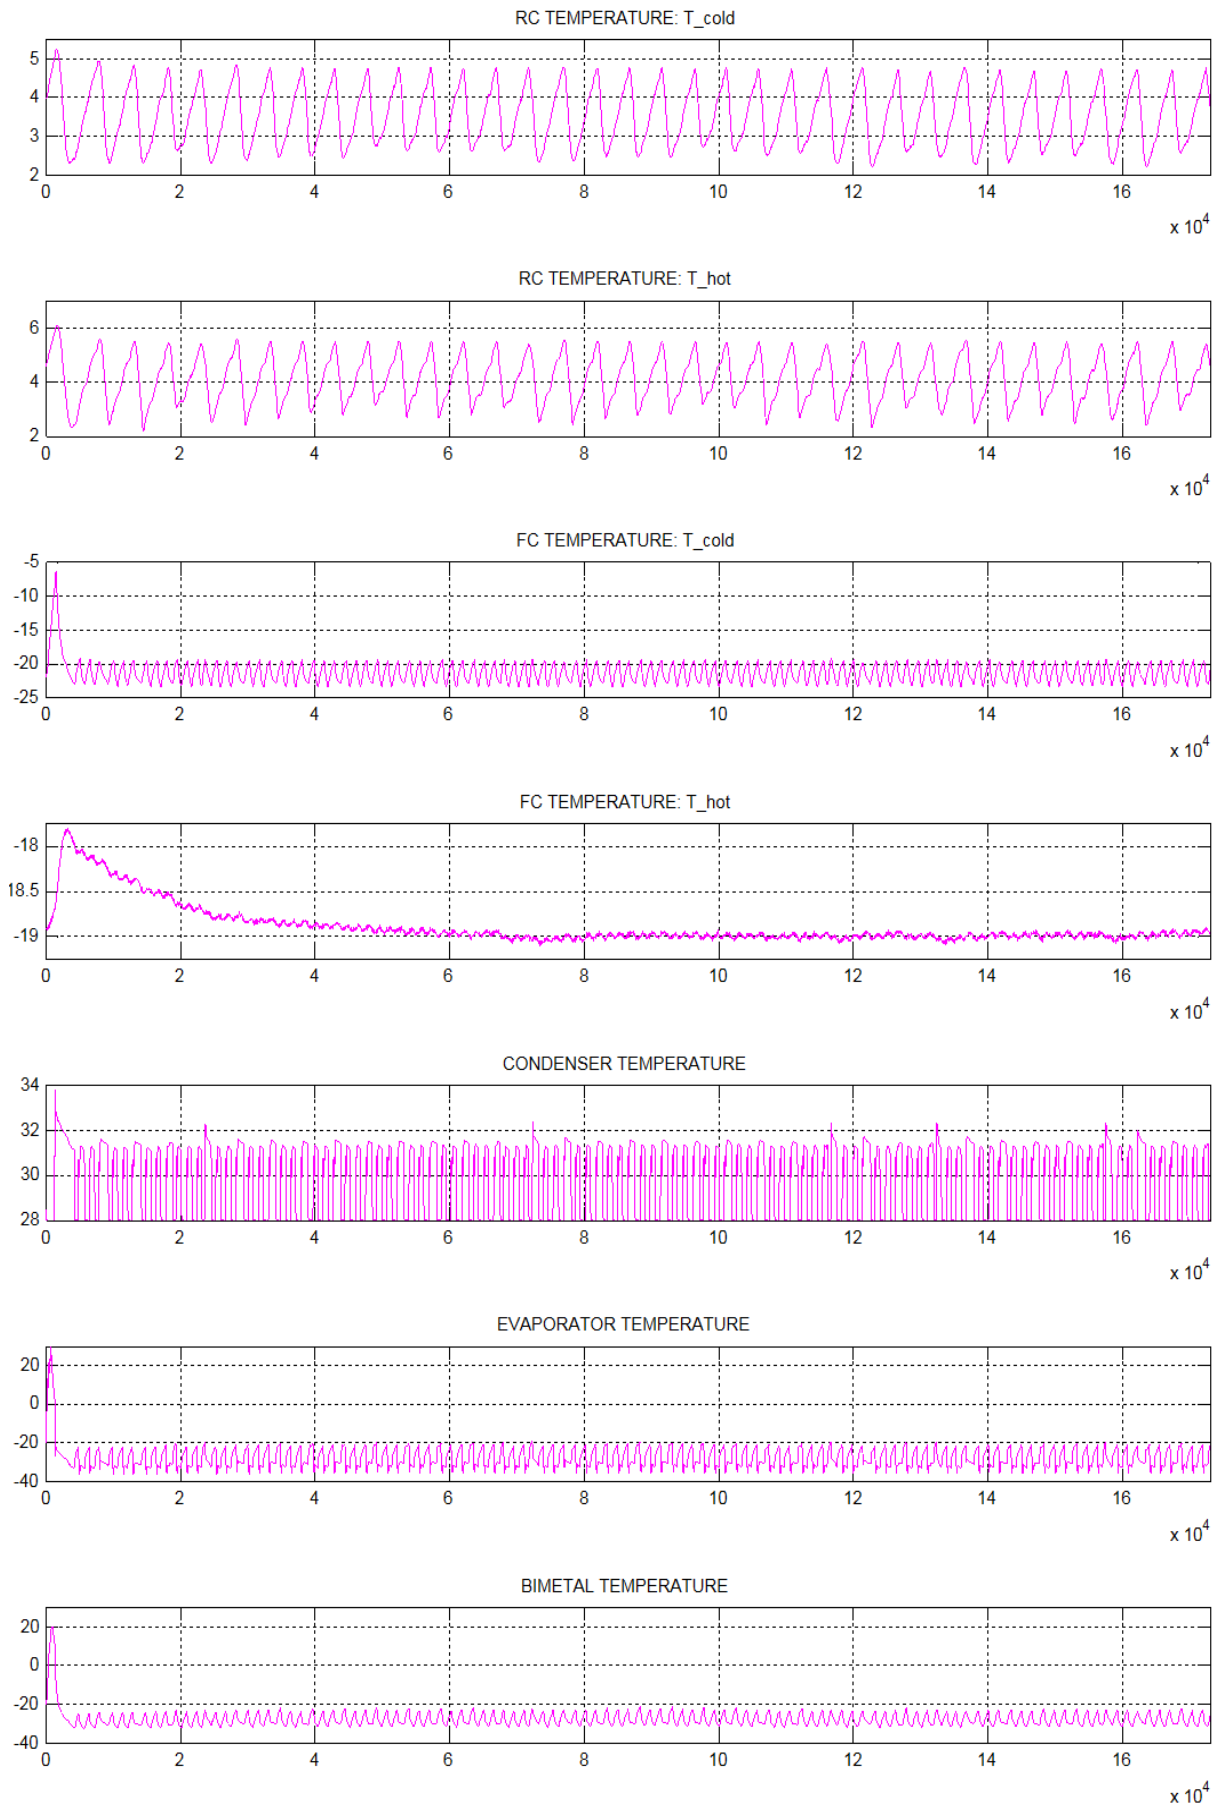 RC TEMPERATURE: T_cold
5
4
3
2
0 2 4 6 8 10 12 14 16
x 10^4
RC TEMPERATURE: T_hot
6
4
2
0 2 4 6 8 10 12 14 16
x 10^4
FC TEMPERATURE: T_cold
-5
-10
-15
-20
-25
0 2 4 6 8 10 12 14 16
x 10^4
FC TEMPERATURE: T_hot
-18
18.5
-19
0 2 4 6 8 10 12 14 16
x 10^4
CONDENSER TEMPERATURE
34
32
30
28
0 2 4 6 8 10 12 14 16
x 10^4
EVAPORATOR TEMPERATURE
20
0
-20
-40
0 2 4 6 8 10 12 14 16
x 10^4
BIMETAL TEMPERATURE
20
0
-20
-40
0 2 4 6 8 10 12 14 16
x 10^4